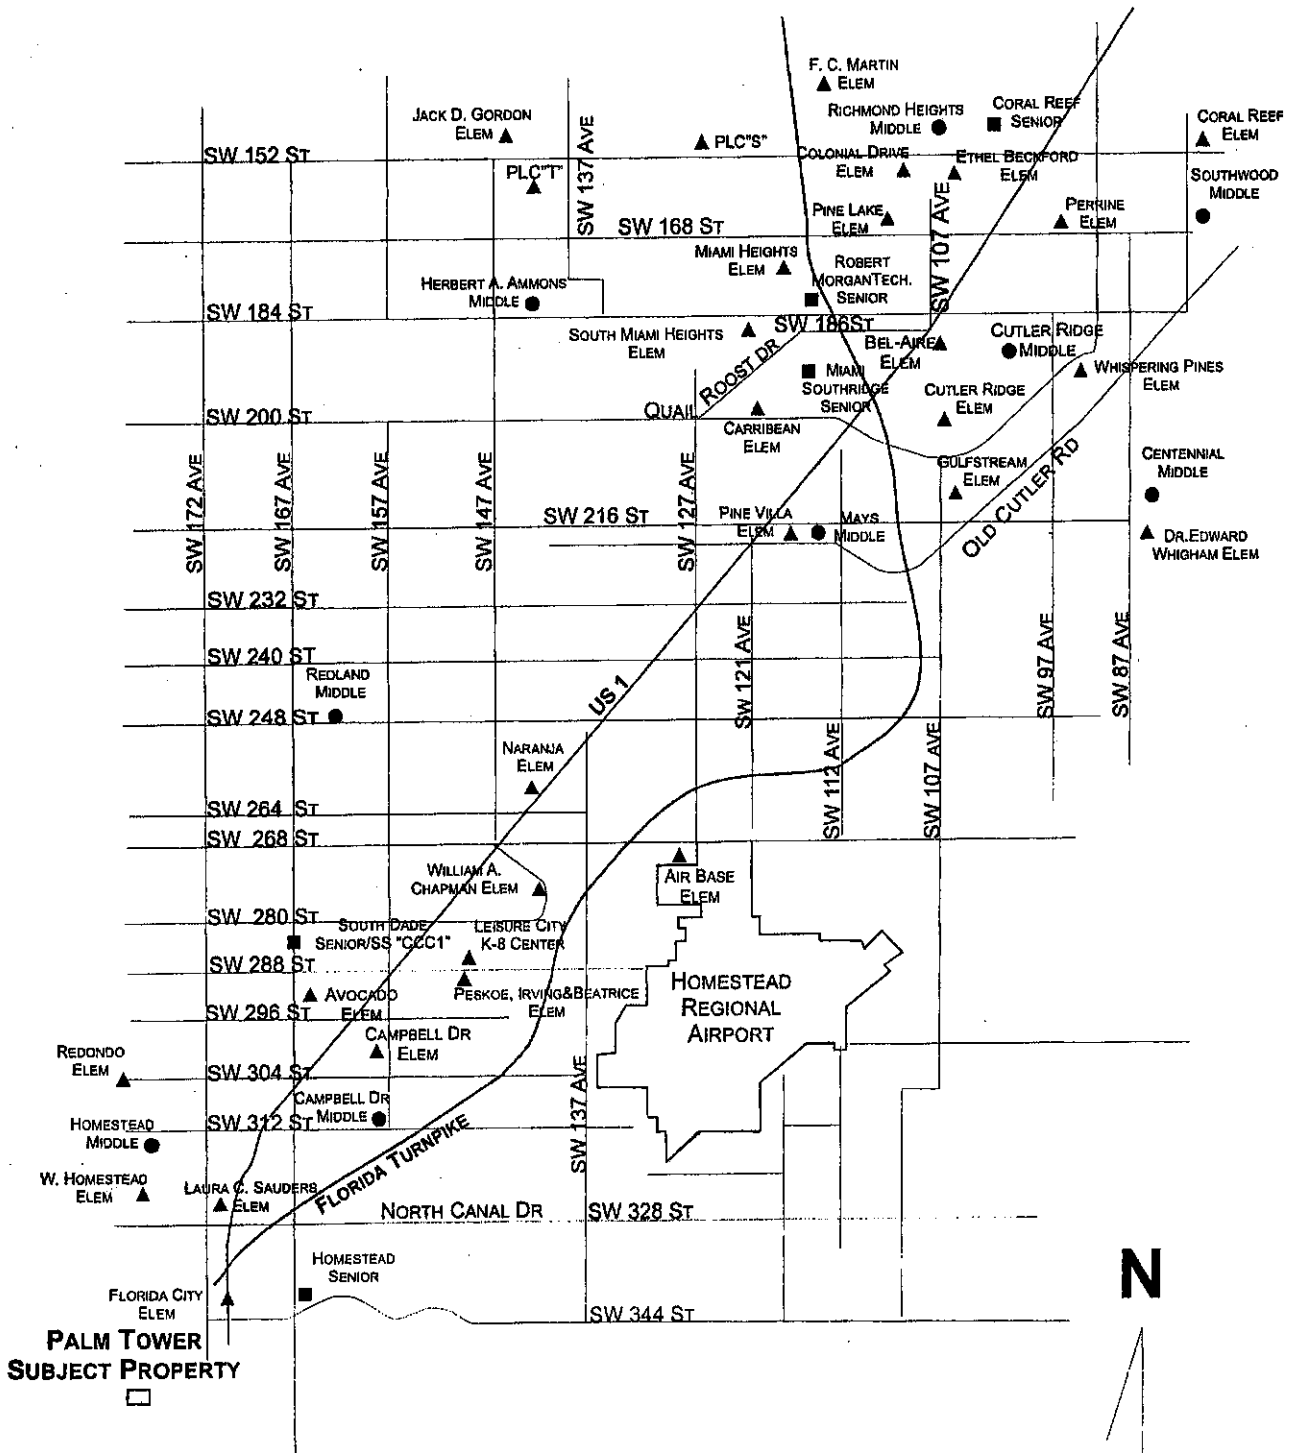 F. C. MARTIN
ELEM
JACK D. GORDON
ELEM
SW 137 AVE
PLC"S"
RICHMOND HEIGHTS
MIDDLE
CORAL REEF
SENIOR
CORAL REEF
ELEM
SW 152 ST
PLC"T"
COLONIAL DRIVE
ELEM
ETHEL BECKFORD
ELEM
SOUTHWOOD
MIDDLE
SW 168 ST
PINE LAKE
ELEM
SW 107 AVE
PERRINE
ELEM
MIAMI HEIGHTS
ELEM
ROBERT
MORGANTECH.
SENIOR
HERBERT A. AMMONS
MIDDLE
SW 184 ST
SOUTH MIAMI HEIGHTS
ELEM
SW 186ST
BEL-AIRE
ELEM
CUTLER RIDGE
MIDDLE
WHISPERING PINES
ELEM
QUAIL ROOST DR
MIAMI
SOUTHRIDGE
SENIOR
CUTLER RIDGE
ELEM
SW 200 ST
CARRIBEAN
ELEM
SW 172 AVE
SW 167 AVE
SW 157 AVE
SW 147 AVE
SW 127 AVE
GULFSTREAM
ELEM
OLD CUTLER RD
CENTENNIAL
MIDDLE
SW 216 ST
PINE VILLA
ELEM
MAYS
MIDDLE
DR.EDWARD
WHIGHAM ELEM
SW 232 ST
SW 240 ST
REDLAND
MIDDLE
US 1
SW 121 AVE
SW 97 AVE
SW 87 AVE
SW 248 ST
NARANJA
ELEM
SW 112 AVE
SW 107 AVE
SW 264 ST
SW 268 ST
WILLIAM A.
CHAPMAN ELEM
AIR BASE
ELEM
SW 280 ST
SOUTH DADE
SENIOR/SS "CCC1"
LEISURE CITY
K-8 CENTER
SW 288 ST
AVOCADO
ELEM
PESKOE, IRVING&BEATRICE
ELEM
HOMESTEAD
REGIONAL
AIRPORT
SW 296 ST
CAMPBELL DR
ELEM
REDONDO
ELEM
SW 304 ST
CAMPBELL DR
MIDDLE
SW 137 AVE
SW 312 ST
HOMESTEAD
MIDDLE
FLORIDA TURNPIKE
W. HOMESTEAD
ELEM
LAURA C. SAUDERS
ELEM
NORTH CANAL DR
SW 328 ST
HOMESTEAD
SENIOR
N
FLORIDA CITY
ELEM
SW 344 ST
PALM TOWER
SUBJECT PROPERTY